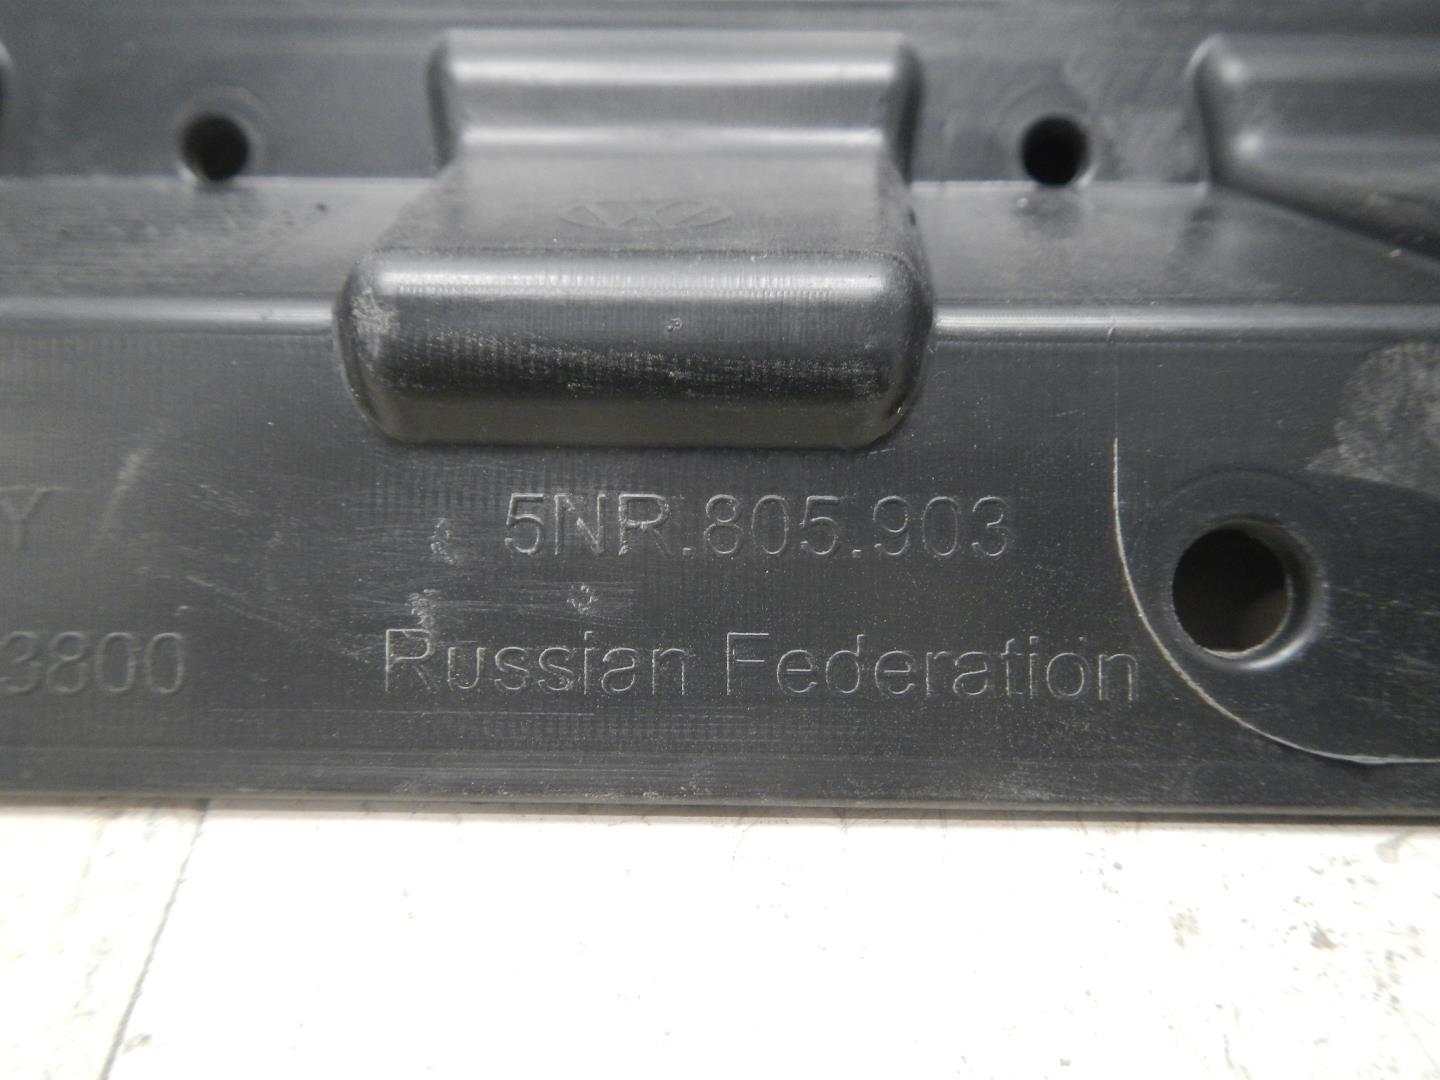 Y
5NR.805.903
3800
Russian Federation